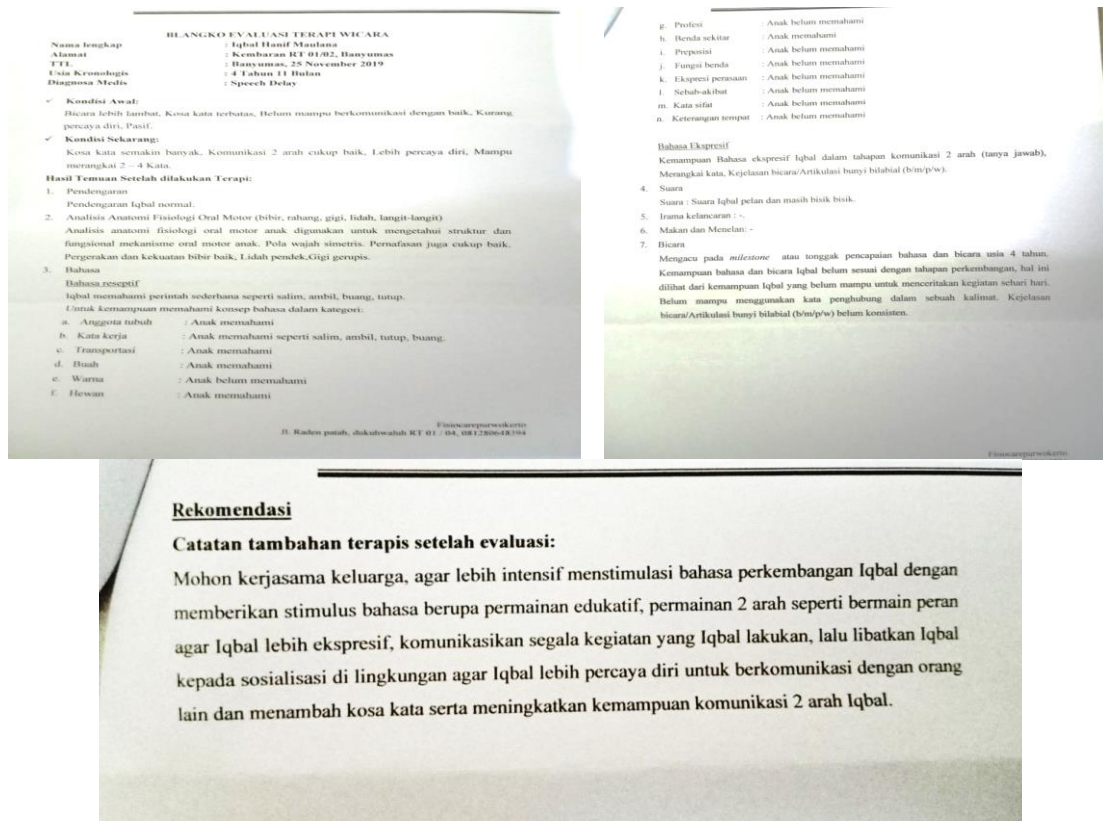 BLANGKO EVALUASI TERAPI WICARA
Nama lengkap : Iqbal Hanif Maulana
Alamat : Kembaran RT 01/02, Banyumas
TTL : Banyumas, 25 November 2019
Usia Kronologis : 4 Tahun 11 Bulan
Diagnosa Medis : Speech Delay
✓ Kondisi Awal:
Bicara lebih lambat, Kosa kata terbatas, Belum mampu berkomunikasi dengan baik, Kurang
percaya diri, Pasif.
✓ Kondisi Sekarang:
Kosa kata semakin banyak, Komunikasi 2 arah cukup baik, Lebih percaya diri, Mampu
merangkai 2 – 4 Kata.
Hasil Temuan Setelah dilakukan Terapi:
1. Pendengaran
Pendengaran Iqbal normal.
2. Analisis Anatomi Fisiologi Oral Motor (bibir, rahang, gigi, lidah, langit-langit)
Analisis anatomi fisiologi oral motor anak digunakan untuk mengetahui struktur dan
fungsional mekanisme oral motor anak. Pola wajah simetris. Pernafasan juga cukup baik.
Pergerakan dan kekuatan bibir baik, Lidah pendek,Gigi gerupis.
3. Bahasa
Bahasa reseptif
Iqbal memahami perintah sederhana seperti salim, ambil, buang, tutup.
Untuk kemampuan memahami konsep bahasa dalam kategori:
a. Anggota tubuh : Anak memahami
b. Kata kerja : Anak memahami seperti salim, ambil, tutup, buang.
c. Transportasi : Anak memahami
d. Buah : Anak memahami
e. Warna : Anak belum memahami
f. Hewan : Anak memahami
Fisiocarepurwokerto
Jl. Raden patah, dukuhwaluh RT 01 / 04, 081280648394
g. Profesi : Anak belum memahami
h. Benda sekitar : Anak memahami
i. Preposisi : Anak belum memahami
j. Fungsi benda : Anak belum memahami
k. Ekspresi perasaan : Anak belum memahami
l. Sebab-akibat : Anak belum memahami
m. Kata sifat : Anak belum memahami
n. Keterangan tempat : Anak belum memahami
Bahasa Ekspresif
Kemampuan Bahasa ekspresif Iqbal dalam tahapan komunikasi 2 arah (tanya jawab),
Merangkai kata, Kejelasan bicara/Artikulasi bunyi bilabial (b/m/p/w).
4. Suara
Suara : Suara Iqbal pelan dan masih bisik bisik.
5. Irama kelancaran : -.
6. Makan dan Menelan: -
7. Bicara
Mengacu pada milestone atau tonggak pencapaian bahasa dan bicara usia 4 tahun.
Kemampuan bahasa dan bicara Iqbal belum sesuai dengan tahapan perkembangan, hal ini
dilihat dari kemampuan Iqbal yang belum mampu untuk menceritakan kegiatan sehari hari.
Belum mampu menggunakan kata penghubung dalam sebuah kalimat. Kejelasan
bicara/Artikulasi bunyi bilabial (b/m/p/w) belum konsisten.
Fisiocarepurwokerto
Rekomendasi
Catatan tambahan terapis setelah evaluasi:
Mohon kerjasama keluarga, agar lebih intensif menstimulasi bahasa perkembangan Iqbal dengan
memberikan stimulus bahasa berupa permainan edukatif, permainan 2 arah seperti bermain peran
agar Iqbal lebih ekspresif, komunikasikan segala kegiatan yang Iqbal lakukan, lalu libatkan Iqbal
kepada sosialisasi di lingkungan agar Iqbal lebih percaya diri untuk berkomunikasi dengan orang
lain dan menambah kosa kata serta meningkatkan kemampuan komunikasi 2 arah Iqbal.